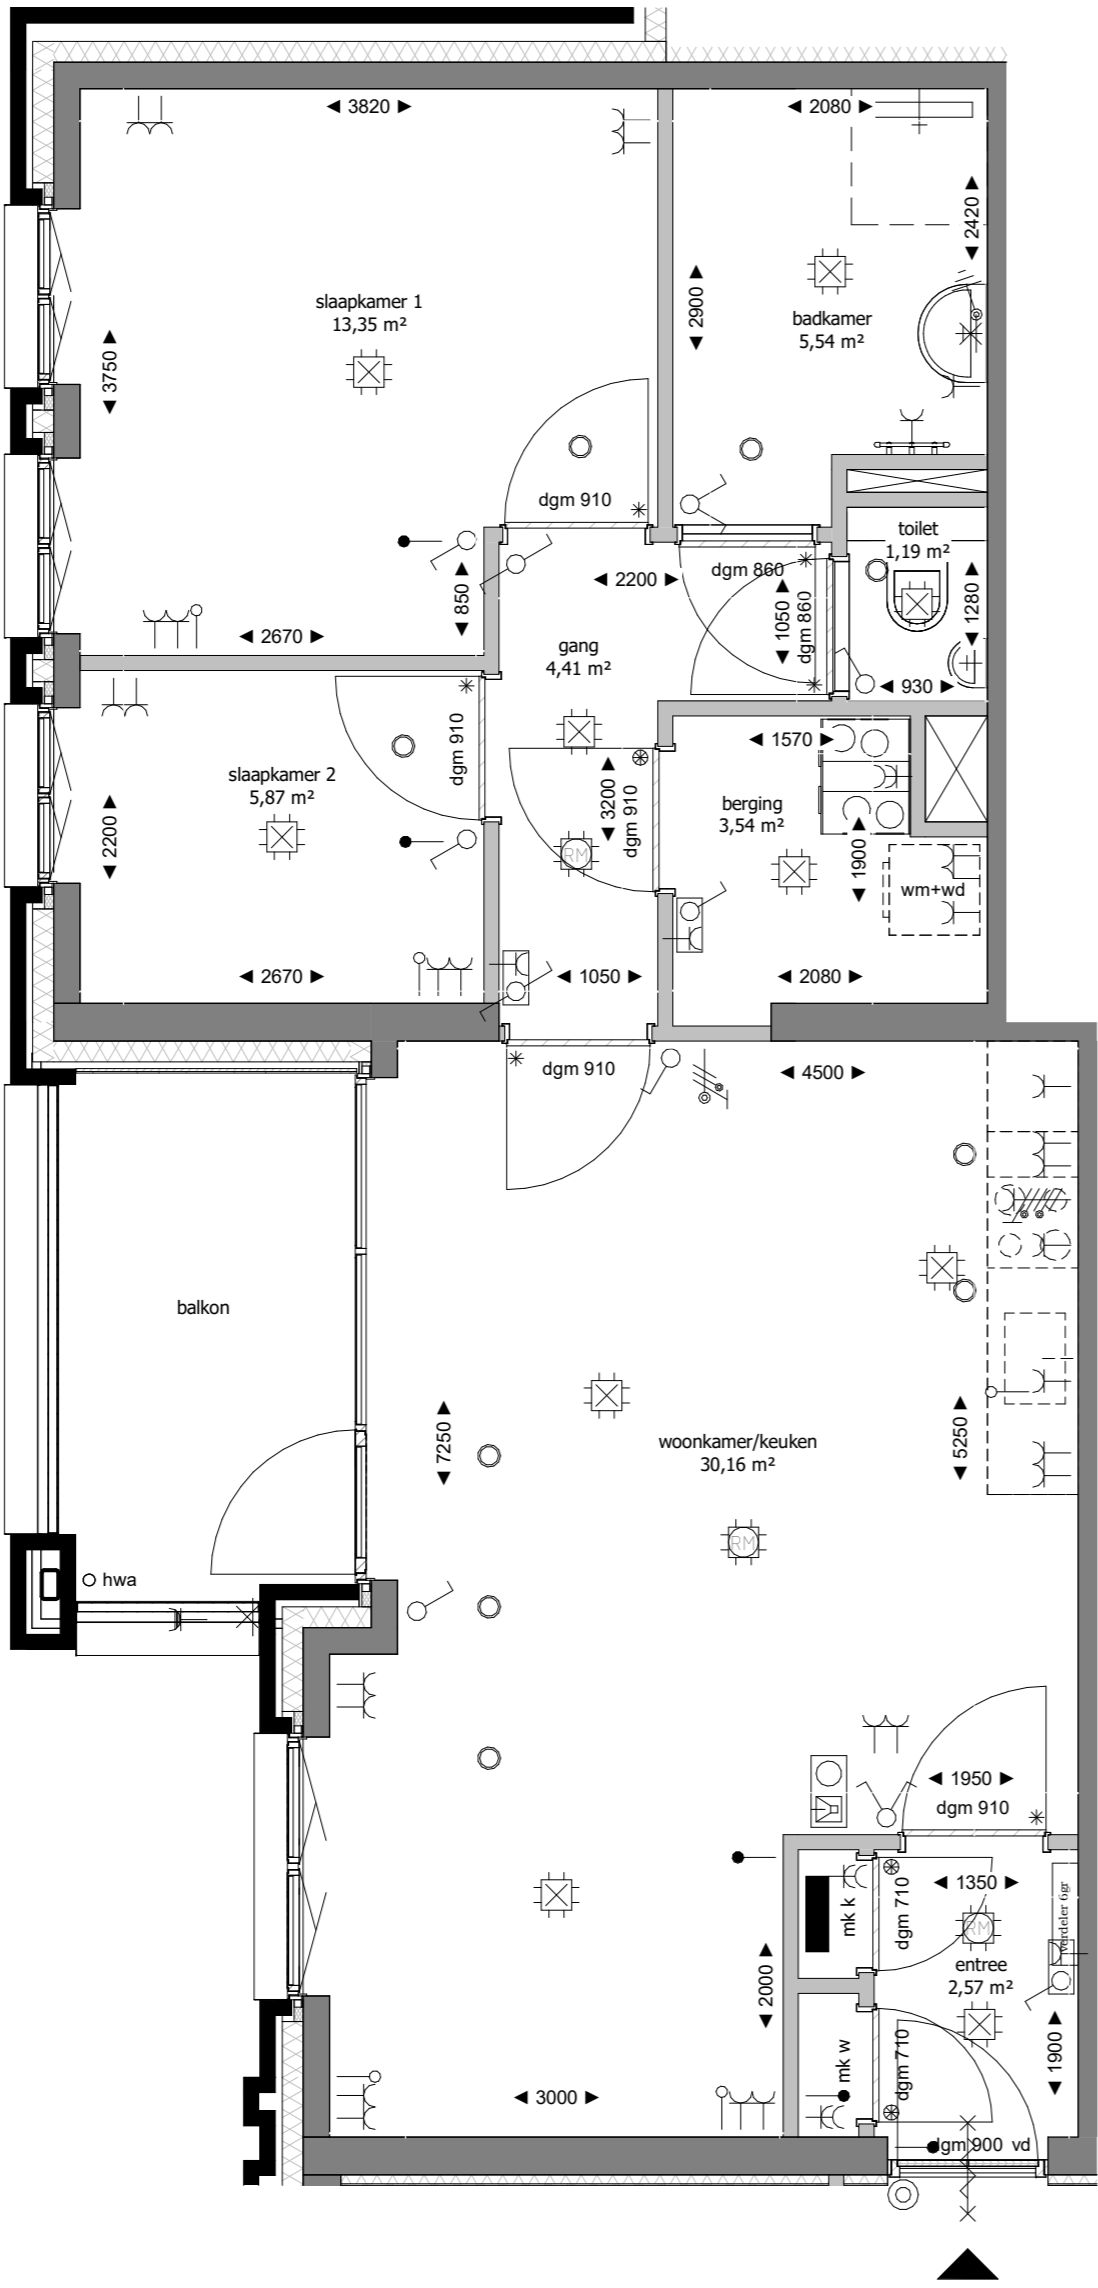 ◄ 3820 ►
◄ 2080 ►
◄ 2420 ►
◄ 2900 ►
slaapkamer 1
13,35 m²
badkamer
5,54 m²
◄ 3750 ►
dgm 910
toilet
1,19 m²
dgm 860
◄ 2200 ►
◄ 850 ►
◄ 1050 ►
dgm 860
◄ 1280 ►
◄ 2670 ►
gang
4,41 m²
◄ 930 ►
dgm 910
◄ 1570 ►
slaapkamer 2
5,87 m²
◄ 3200 ►
dgm 910
berging
3,54 m²
◄ 2200 ►
◄ 1900 ►
RM
wm+wd
◄ 2670 ►
◄ 1050 ►
◄ 2080 ►
dgm 910
◄ 4500 ►
balkon
◄ 7250 ►
woonkamer/keuken
30,16 m²
◄ 5250 ►
RM
hwa
◄ 1950 ►
dgm 910
mk k
dgm 710
◄ 1350 ►
verdeler 6gr
RM
entree
2,57 m²
◄ 2000 ►
mk w
dgm 710
◄ 1900 ►
◄ 3000 ►
dgm 900 vd